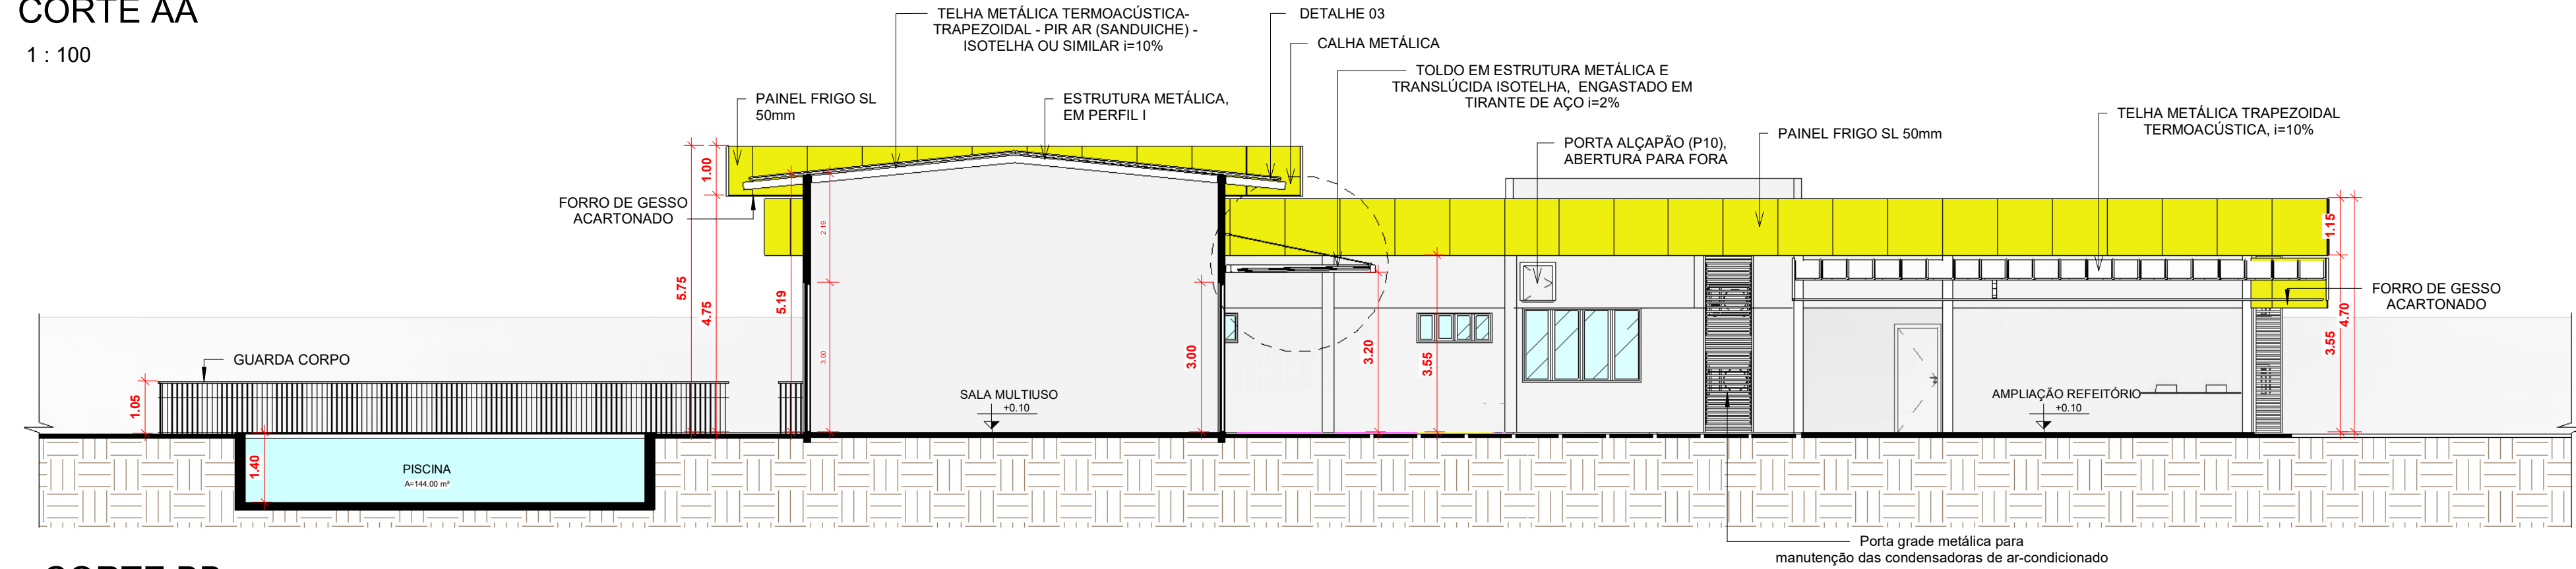 CORTE AA
1 : 100
TELHA METÁLICA TERMOACÚSTICA-
TRAPEZOIDAL - PIR AR (SANDUICHE) -
ISOTELHA OU SIMILAR i=10%
DETALHE 03
CALHA METÁLICA
TOLDO EM ESTRUTURA METÁLICA E
TRANSLÚCIDA ISOTELHA, ENGASTADO EM
TIRANTE DE AÇO i=2%
PAINEL FRIGO SL
50mm
ESTRUTURA METÁLICA,
EM PERFIL I
PORTA ALÇAPÃO (P10),
ABERTURA PARA FORA
PAINEL FRIGO SL 50mm
TELHA METÁLICA TRAPEZOIDAL
TERMOACÚSTICA, i=10%
1.00
FORRO DE GESSO
ACARTONADO
2.19
1.15
5.75
4.75
5.19
FORRO DE GESSO
ACARTONADO
4.70
3.55
GUARDA CORPO
3.00
3.00
3.20
3.55
1.05
SALA MULTIUSO
+0.10
AMPLIAÇÃO REFEITÓRIO
+0.10
1.40
PISCINA
A=144.00 m²
Porta grade metálica para
manutenção das condensadoras de ar-condicionado